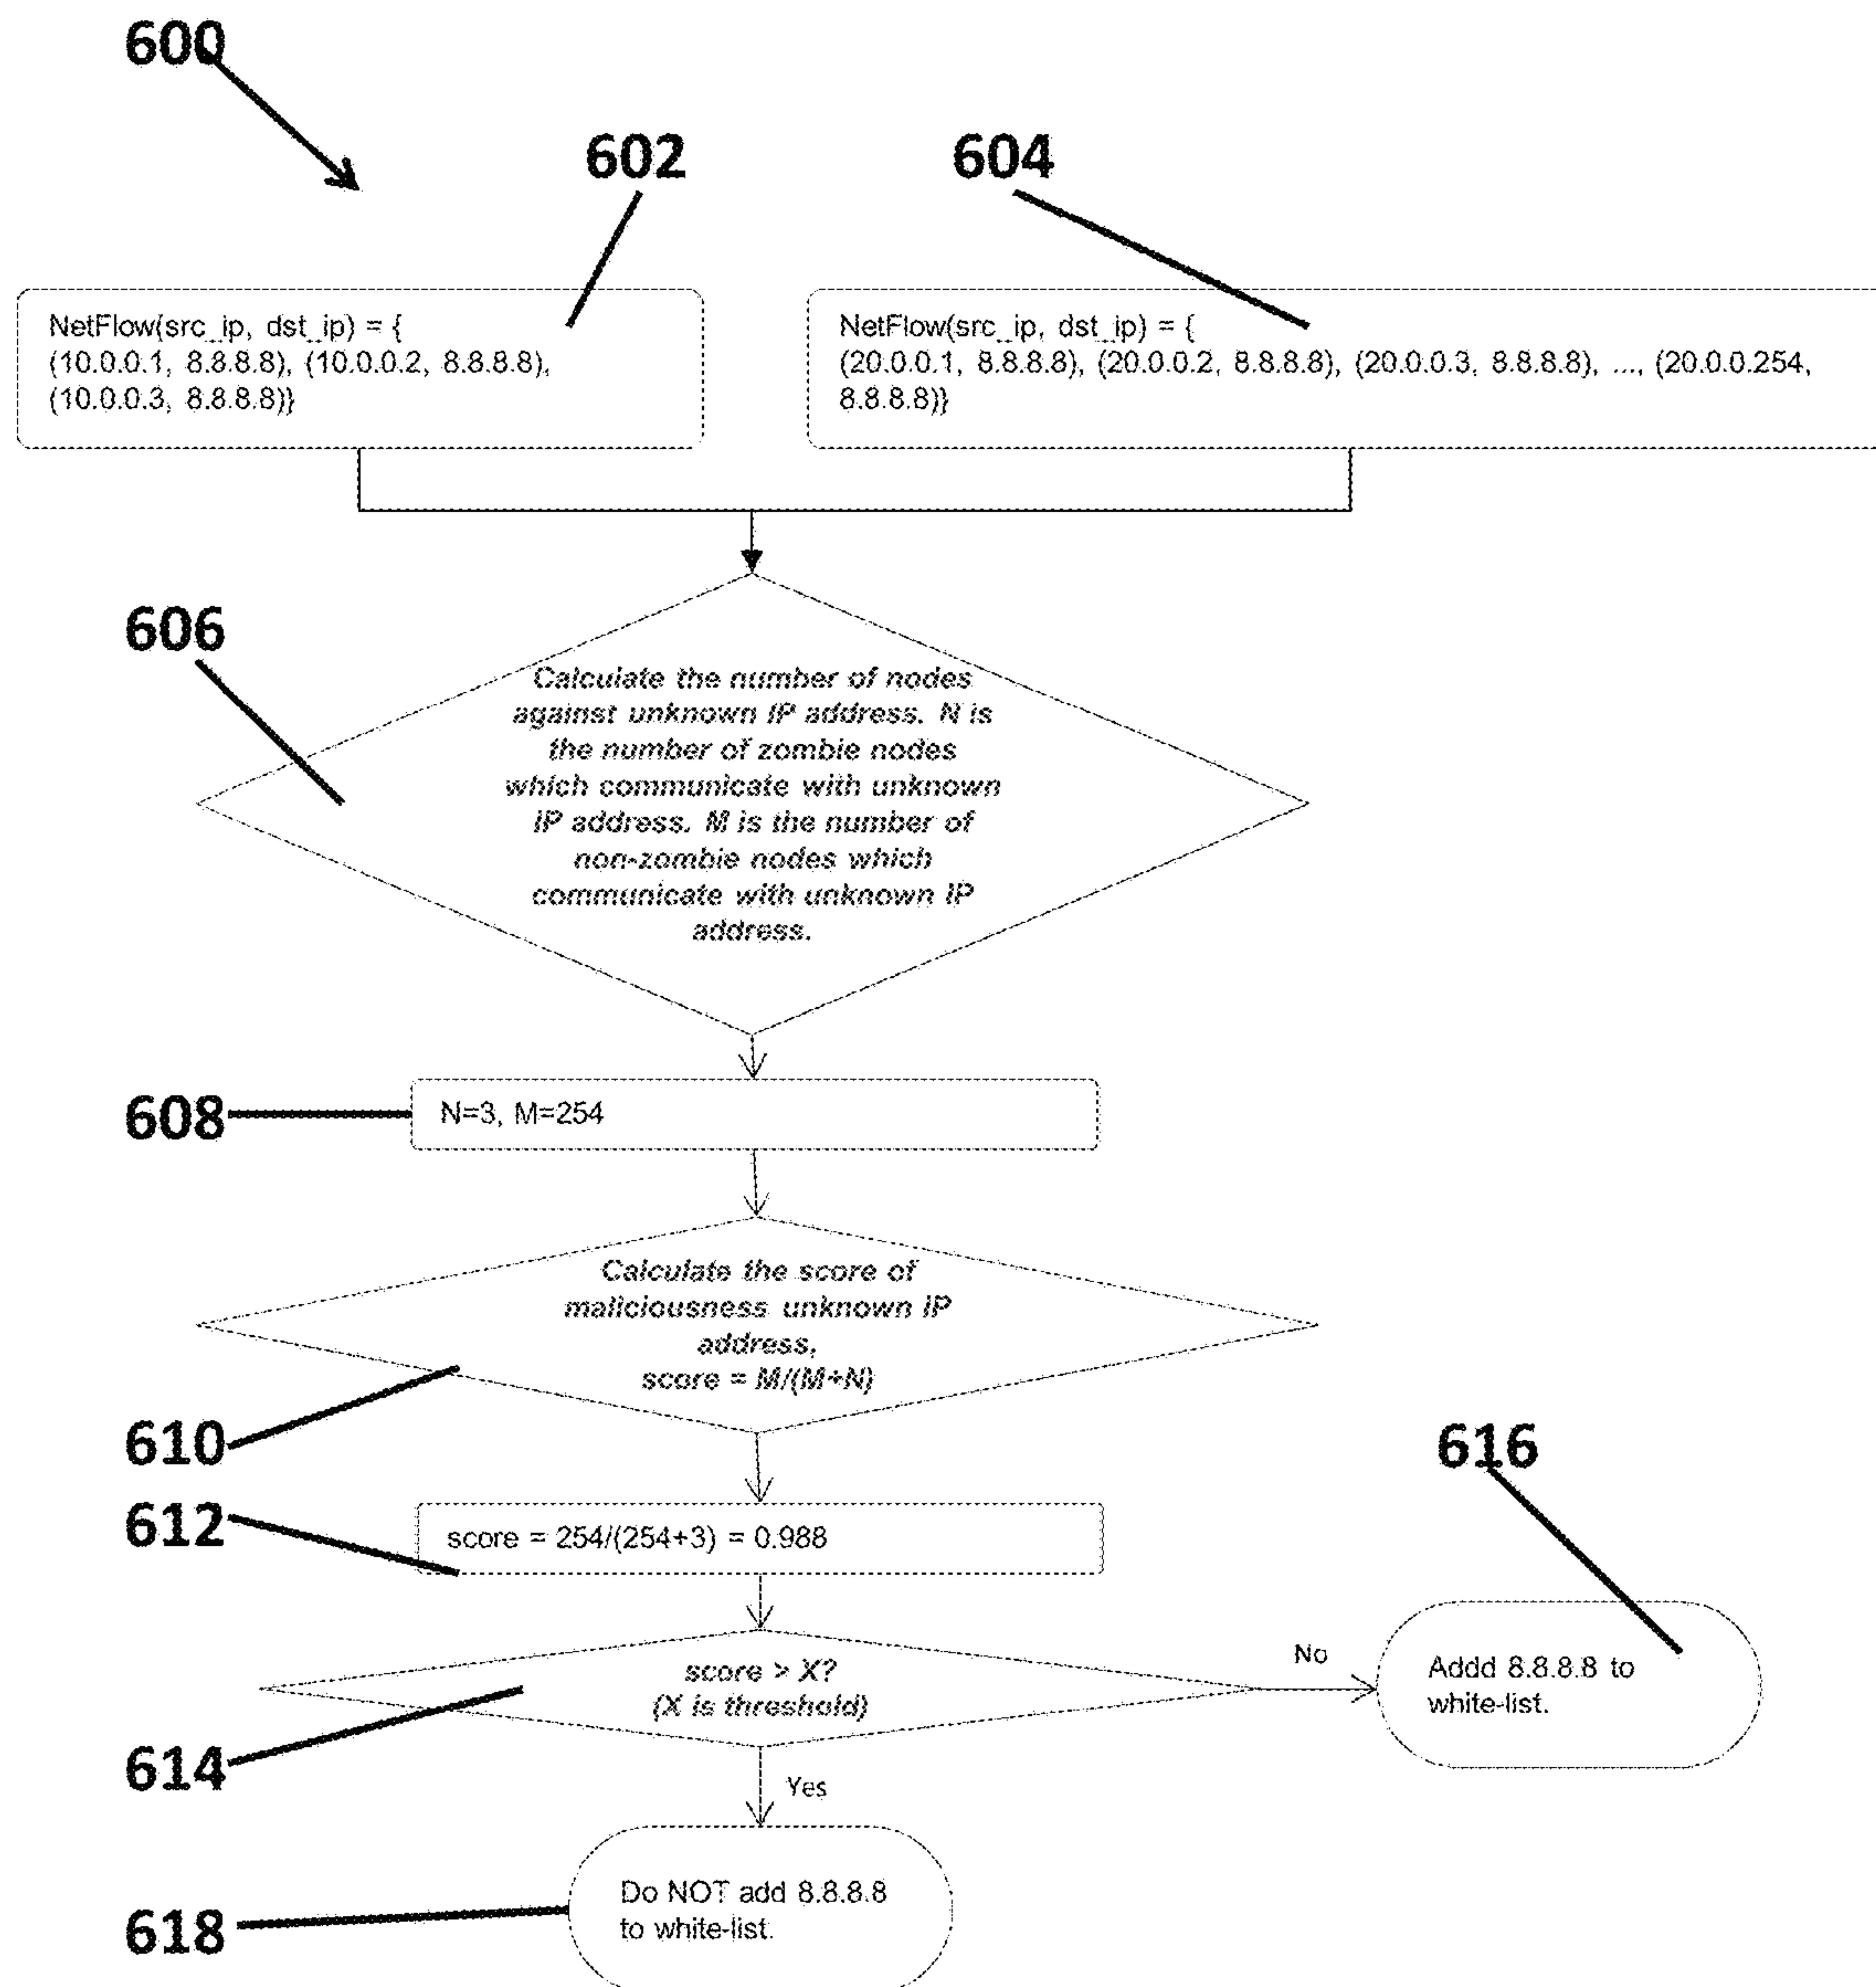 600
602
604
NetFlow(src_ip, dst_ip) = {
(10.0.0.1, 8.8.8.8), (10.0.0.2, 8.8.8.8),
(10.0.0.3, 8.8.8.8)}
NetFlow(src_ip, dst_ip) = {
(20.0.0.1, 8.8.8.8), (20.0.0.2, 8.8.8.8), (20.0.0.3, 8.8.8.8), ..., (20.0.0.254,
8.8.8.8)}
606
Calculate the number of nodes
against unknown IP address. N is
the number of zombie nodes
which communicate with unknown
IP address. M is the number of
non-zombie nodes which
communicate with unknown IP
address.
608
N=3, M=254
Calculate the score of
maliciousness unknown IP
address,
score = M/(M+N)
610
616
612
score = 254/(254+3) = 0.988
score > X?
(X is threshold)
No
Addd 8.8.8.8 to
white-list.
614
Yes
Do NOT add 8.8.8.8
to white-list.
618